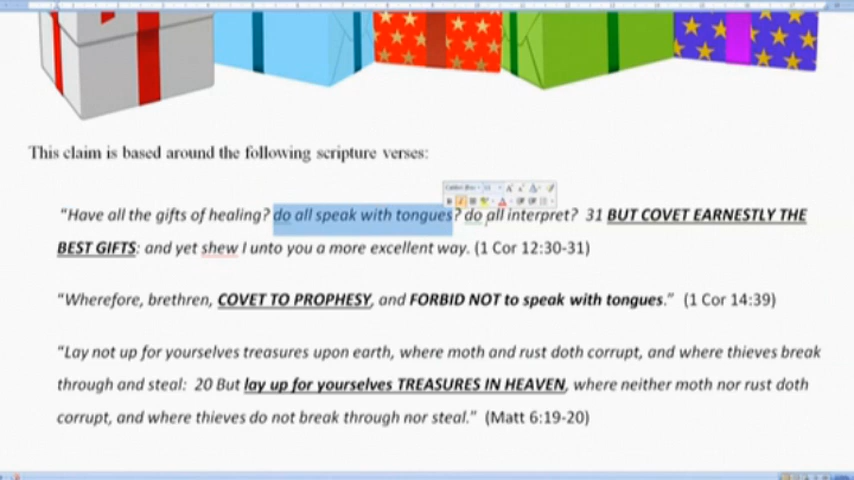 This claim is based around the following scripture verses:
“Have all the gifts of healing? do all speak with tongues? do all interpret?  31 BUT COVET EARNESTLY THE
BEST GIFTS: and yet shew I unto you a more excellent way. (1 Cor 12:30-31)
“Wherefore, brethren, COVET TO PROPHESY, and FORBID NOT to speak with tongues.”  (1 Cor 14:39)
“Lay not up for yourselves treasures upon earth, where moth and rust doth corrupt, and where thieves break
through and steal:  20 But lay up for yourselves TREASURES IN HEAVEN, where neither moth nor rust doth
corrupt, and where thieves do not break through nor steal.”  (Matt 6:19-20)